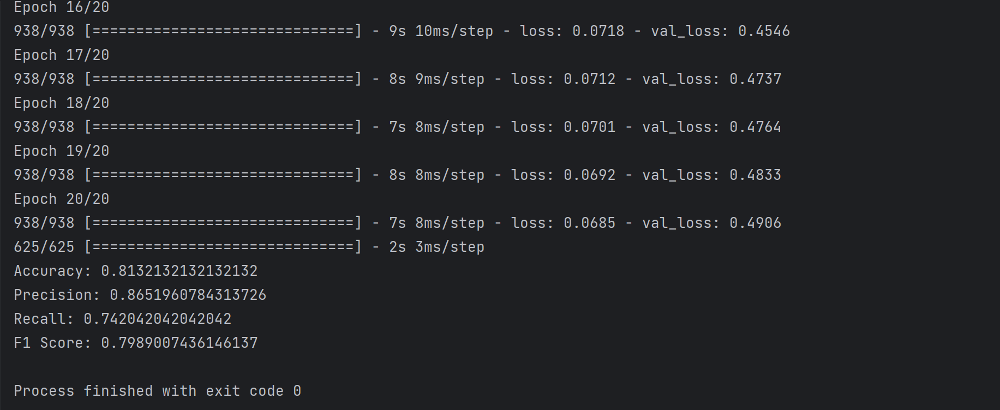 Epoch 16/20
938/938 [==============================] - 9s 10ms/step - loss: 0.0718 - val_loss: 0.4546
Epoch 17/20
938/938 [==============================] - 8s 9ms/step - loss: 0.0712 - val_loss: 0.4737
Epoch 18/20
938/938 [==============================] - 7s 8ms/step - loss: 0.0701 - val_loss: 0.4764
Epoch 19/20
938/938 [==============================] - 8s 8ms/step - loss: 0.0692 - val_loss: 0.4833
Epoch 20/20
938/938 [==============================] - 7s 8ms/step - loss: 0.0685 - val_loss: 0.4906
625/625 [==============================] - 2s 3ms/step
Accuracy: 0.8132132132132132
Precision: 0.8651960784313726
Recall: 0.742042042042042
F1 Score: 0.7989007436146137
Process finished with exit code 0